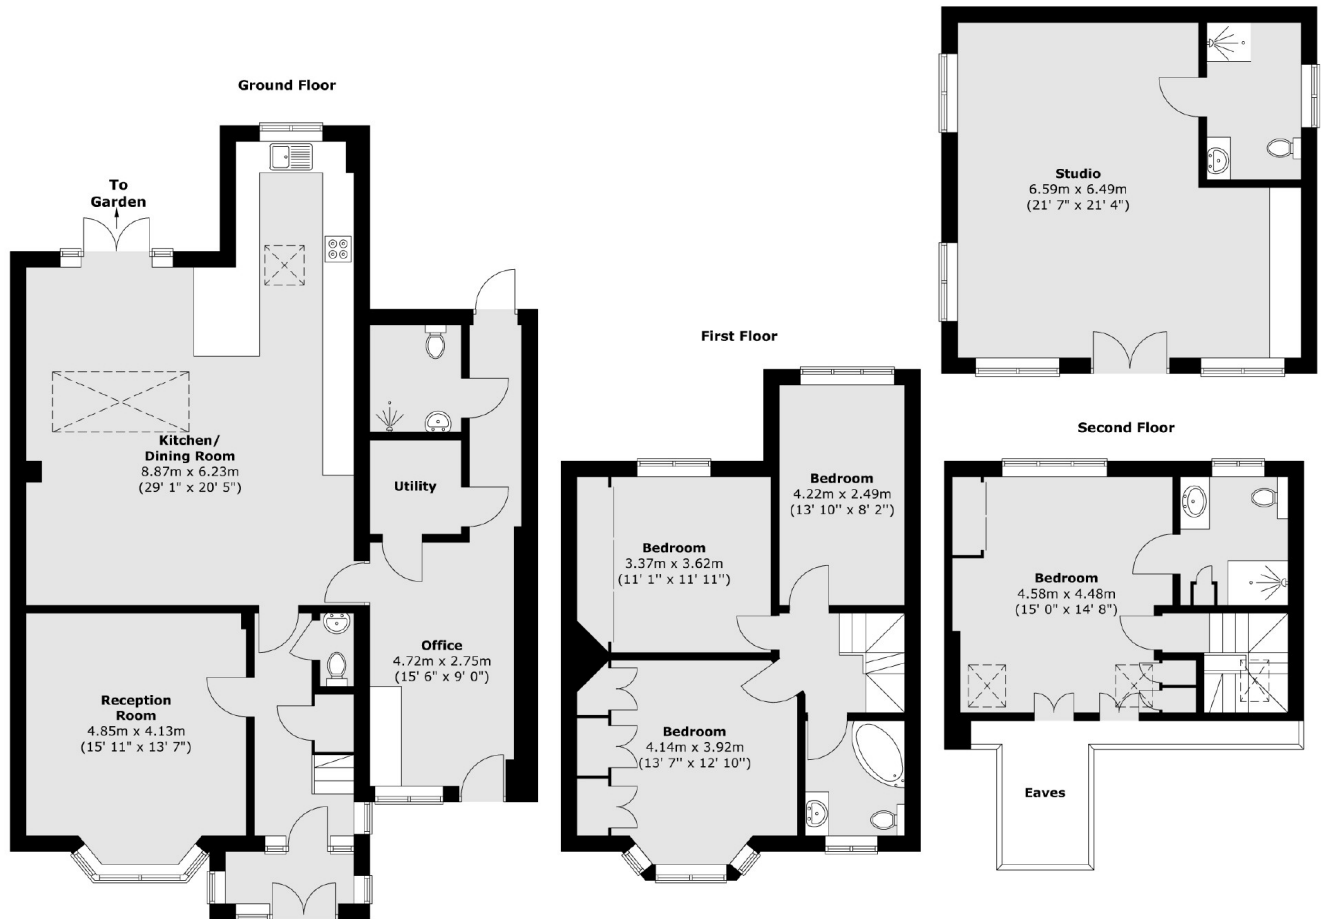 Ground Floor
To
Garden
Kitchen/
Dining Room
8.87m x 6.23m
(29' 1" x 20' 5")
Utility
Office
4.72m x 2.75m
(15' 6" x 9' 0")
Reception
Room
4.85m x 4.13m
(15' 11" x 13' 7")
First Floor
Bedroom
4.22m x 2.49m
(13' 10" x 8' 2")
Bedroom
3.37m x 3.62m
(11' 1" x 11' 11")
Bedroom
4.14m x 3.92m
(13' 7" x 12' 10")
Studio
6.59m x 6.49m
(21' 7" x 21' 4")
Second Floor
Bedroom
4.58m x 4.48m
(15' 0" x 14' 8")
Eaves